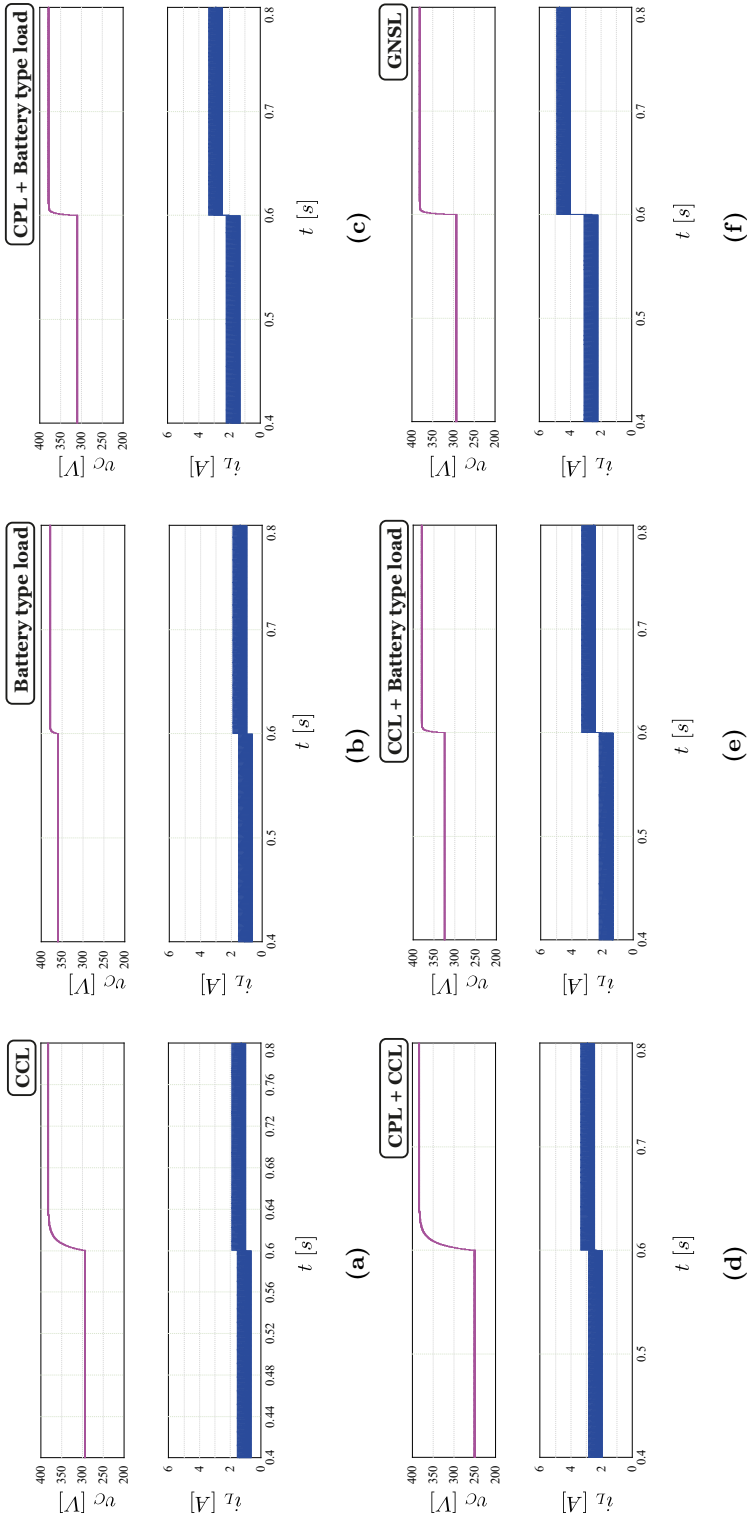 CCL
400
350
300
250
200
v_C [V]
6
4
2
0
i_L [A]
0.4 0.44 0.48 0.52 0.56 0.6 0.64 0.68 0.72 0.76 0.8
t [s]
(a)
Battery type load
400
350
300
250
200
v_C [V]
6
4
2
0
i_L [A]
0.4 0.5 0.6 0.7 0.8
t [s]
(b)
CPL + Battery type load
400
350
300
250
200
v_C [V]
6
4
2
0
i_L [A]
0.4 0.5 0.6 0.7 0.8
t [s]
(c)
CPL + CCL
400
350
300
250
200
v_C [V]
6
4
2
0
i_L [A]
0.4 0.5 0.6 0.7 0.8
t [s]
(d)
CCL + Battery type load
400
350
300
250
200
v_C [V]
6
4
2
0
i_L [A]
0.4 0.5 0.6 0.7 0.8
t [s]
(e)
GNSL
400
350
300
250
200
v_C [V]
6
4
2
0
i_L [A]
0.4 0.5 0.6 0.7 0.8
t [s]
(f)